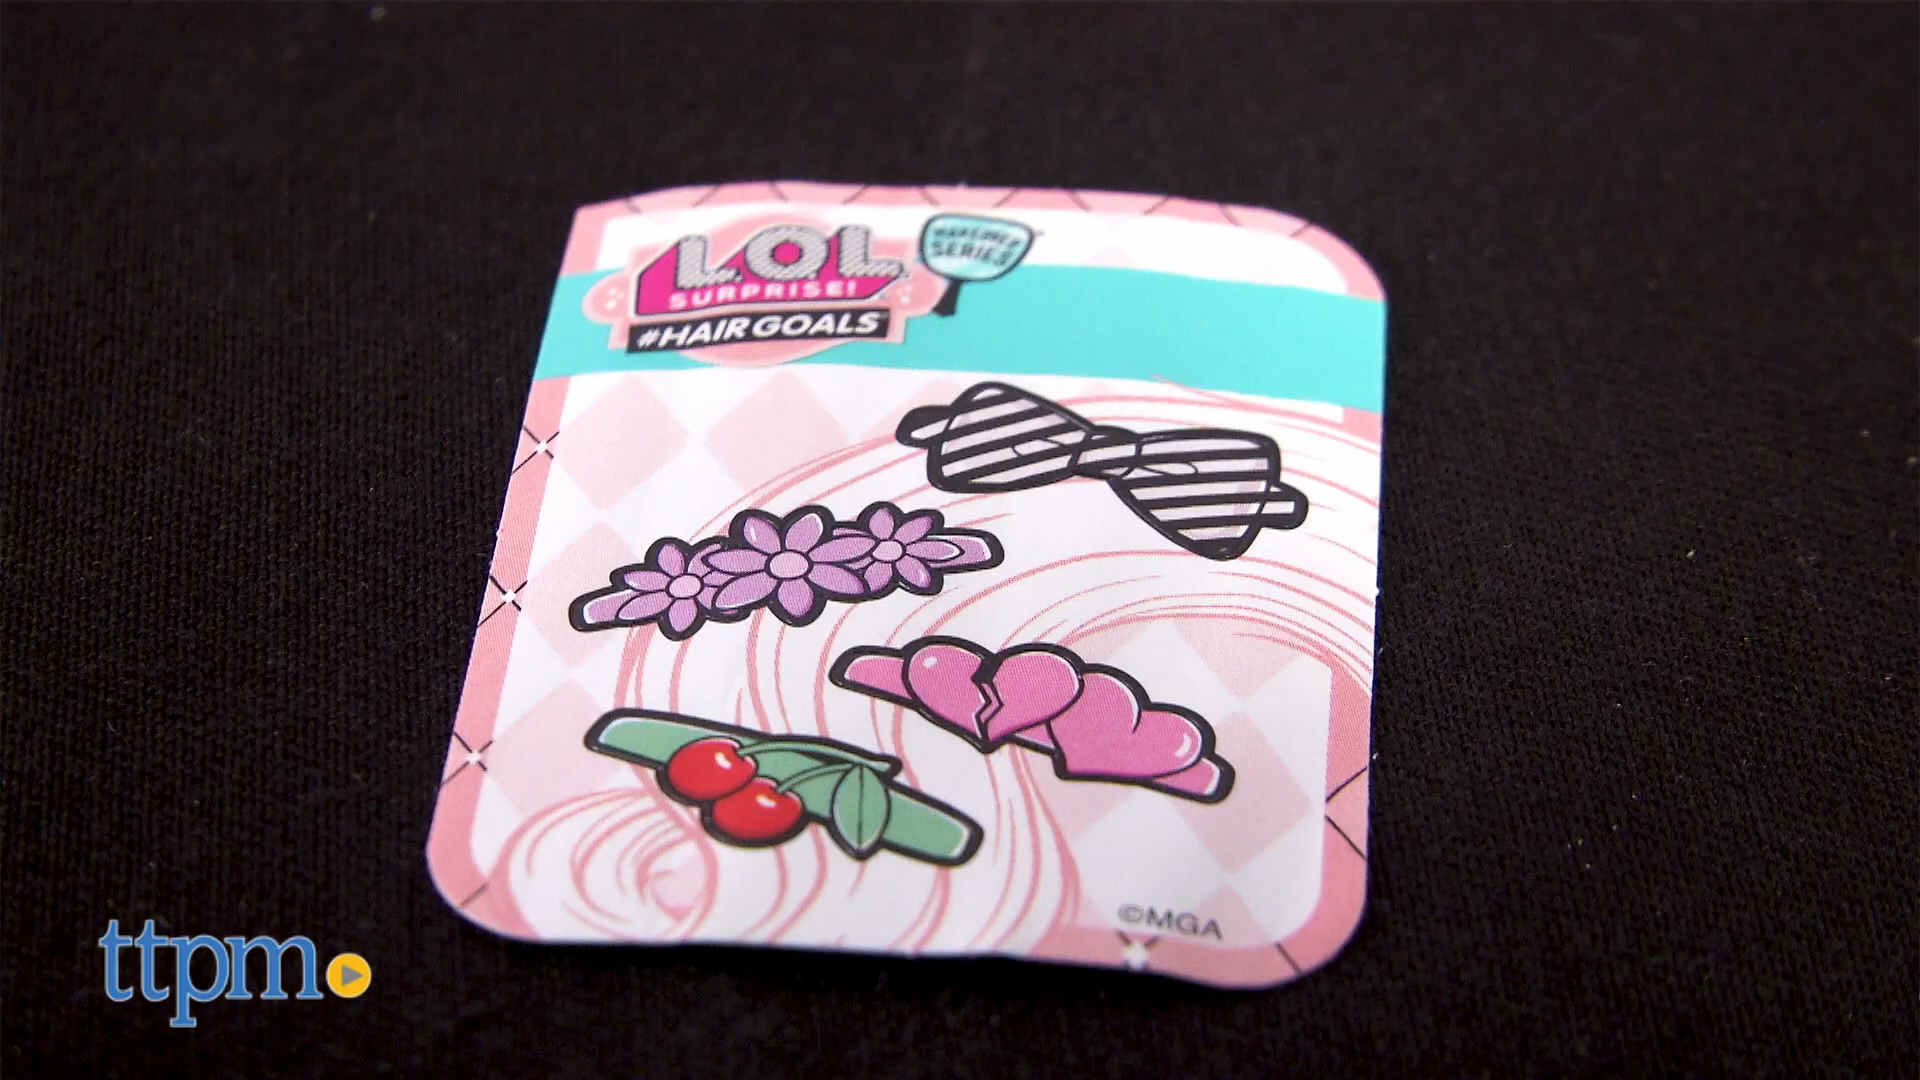 L.O.L.
SURPRISE!
#HAIRGOALS
MAKEOVER
SERIES
©MGA
ttpm